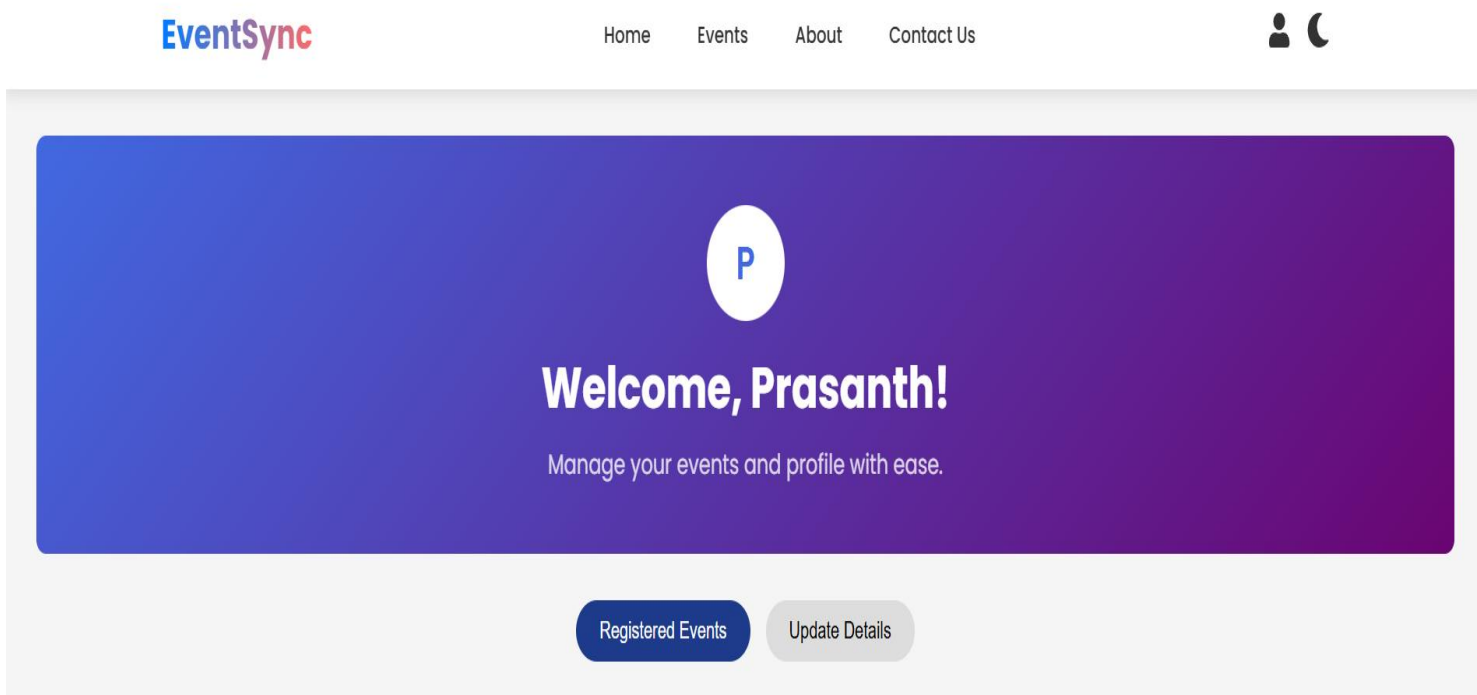 EventSync
Home Events About Contact Us
P
Welcome, Prasanth!
Manage your events and profile with ease.
Registered Events Update Details